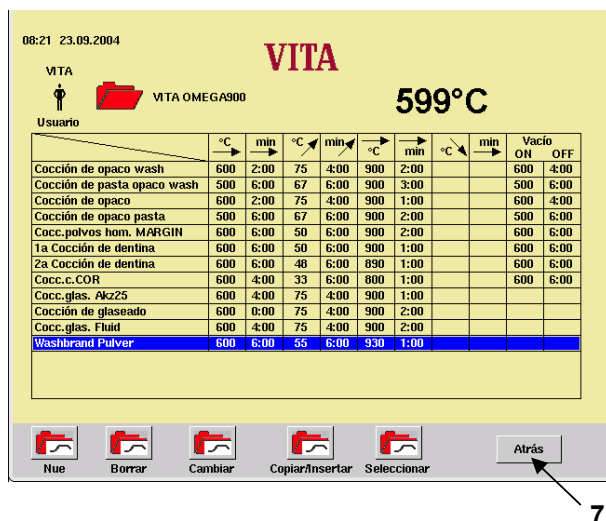 08:21 23.09.2004
VITA
VITA
VITA OMEGA900
599°C
Usuario
°C min °C min °C min °C min Vacío
ON OFF
Cocción de opaco wash 600 2:00 75 4:00 900 2:00 600 4:00
Cocción de pasta opaco wash 500 6:00 67 6:00 900 3:00 500 6:00
Cocción de opaco 600 2:00 75 4:00 900 1:00 600 4:00
Cocción de opaco pasta 500 6:00 67 6:00 900 2:00 500 6:00
Cocc.polvos hom. MARGIN 600 6:00 50 6:00 900 2:00 600 6:00
1a Cocción de dentina 600 6:00 50 6:00 900 1:00 600 6:00
2a Cocción de dentina 600 6:00 48 6:00 890 1:00 600 6:00
Cocc.c.COR 600 4:00 33 6:00 800 1:00 600 6:00
Cocc.glas. Akz25 600 4:00 75 4:00 900 1:00
Cocción de glaseado 600 0:00 75 4:00 900 2:00
Cocc.glas. Fluid 600 4:00 75 4:00 900 2:00
Washbrand Pulver 600 6:00 55 6:00 930 1:00
Nue Borrar Cambiar Copiar/Insertar Seleccionar Atrás
7